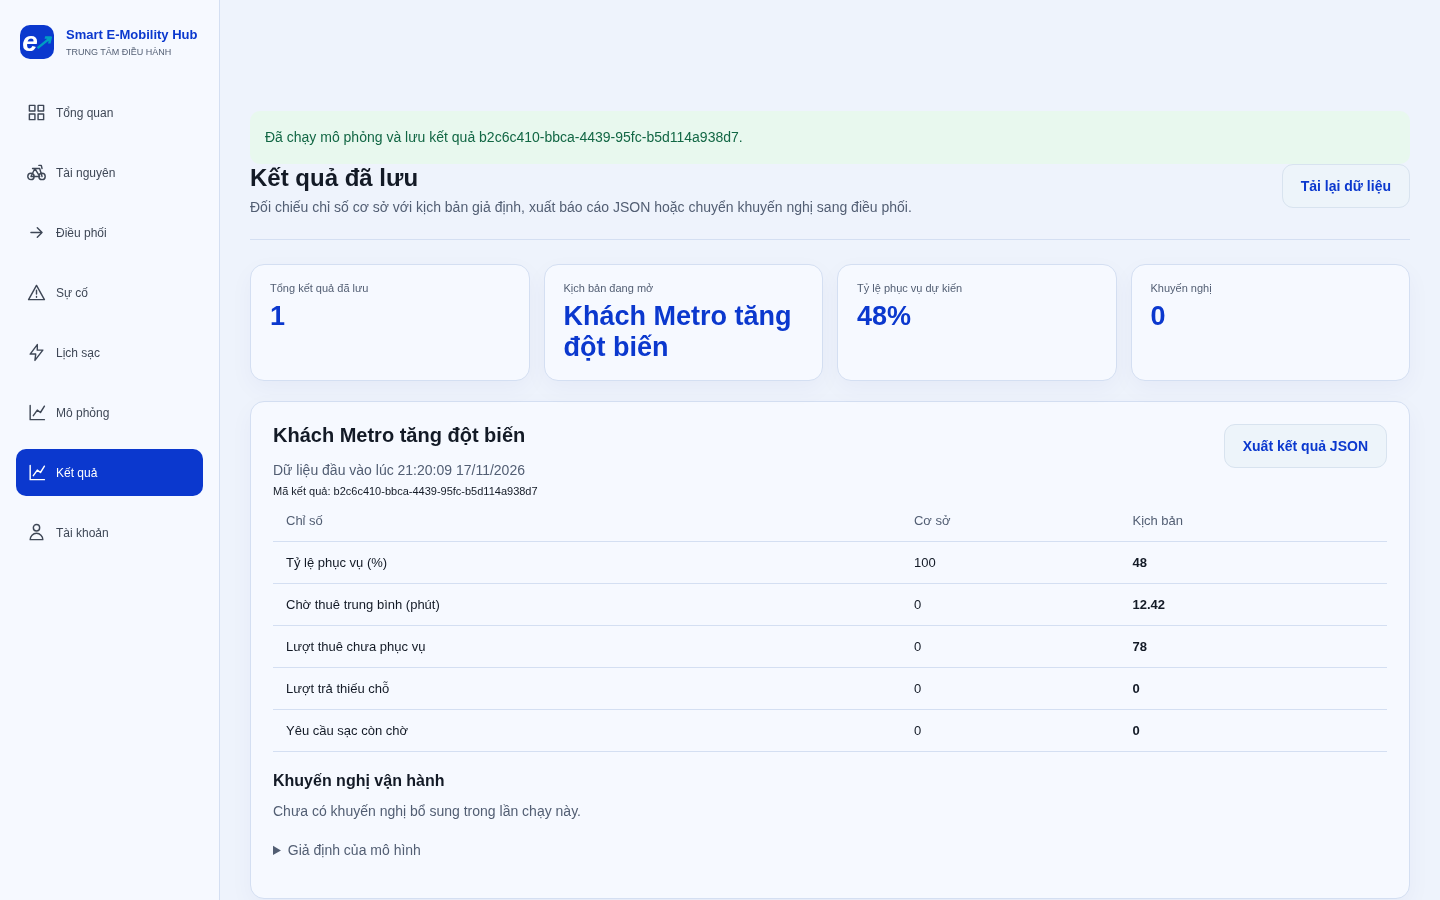 e
Smart E-Mobility Hub
TRUNG TÂM ĐIỀU HÀNH
Tổng quan
Tài nguyên
Điều phối
Sự cố
Lịch sạc
Mô phỏng
Kết quả
Tài khoản
Đã chạy mô phỏng và lưu kết quả b2c6c410-bbca-4439-95fc-b5d114a938d7.
Kết quả đã lưu
Đối chiếu chỉ số cơ sở với kịch bản giả định, xuất báo cáo JSON hoặc chuyển khuyến nghị sang điều phối.
Tải lại dữ liệu
Tổng kết quả đã lưu
1
Kịch bản đang mở
Khách Metro tăng
đột biến
Tỷ lệ phục vụ dự kiến
48%
Khuyến nghị
0
Khách Metro tăng đột biến
Xuất kết quả JSON
Dữ liệu đầu vào lúc 21:20:09 17/11/2026
Mã kết quả: b2c6c410-bbca-4439-95fc-b5d114a938d7
Chỉ số Cơ sở Kịch bản
Tỷ lệ phục vụ (%) 100 48
Chờ thuê trung bình (phút) 0 12.42
Lượt thuê chưa phục vụ 0 78
Lượt trả thiếu chỗ 0 0
Yêu cầu sạc còn chờ 0 0
Khuyến nghị vận hành
Chưa có khuyến nghị bổ sung trong lần chạy này.
Giả định của mô hình